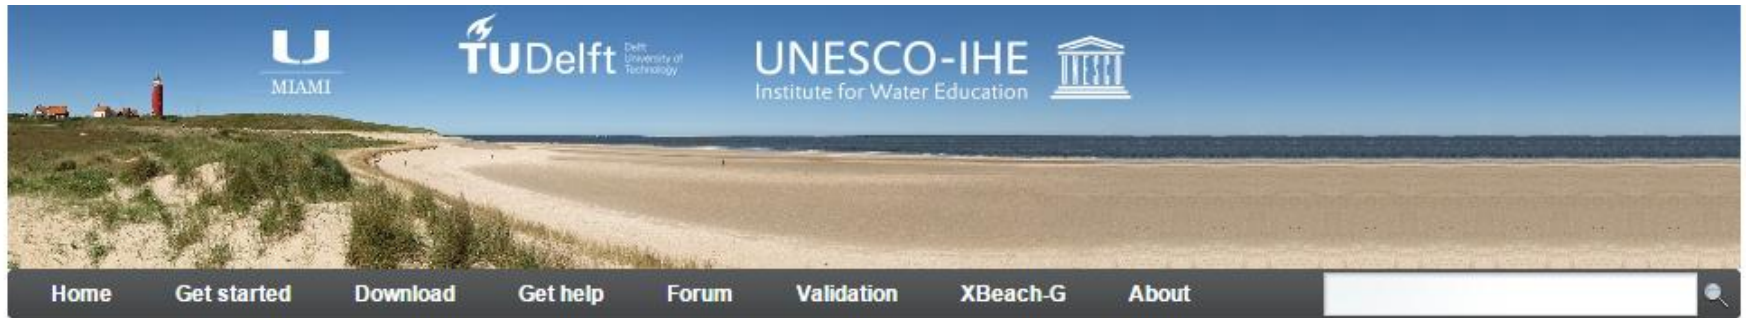 U
MIAMI
TUDelft
Delft
University of
Technology
UNESCO-IHE
Institute for Water Education
Home Get started Download Get help Forum Validation XBeach-G About